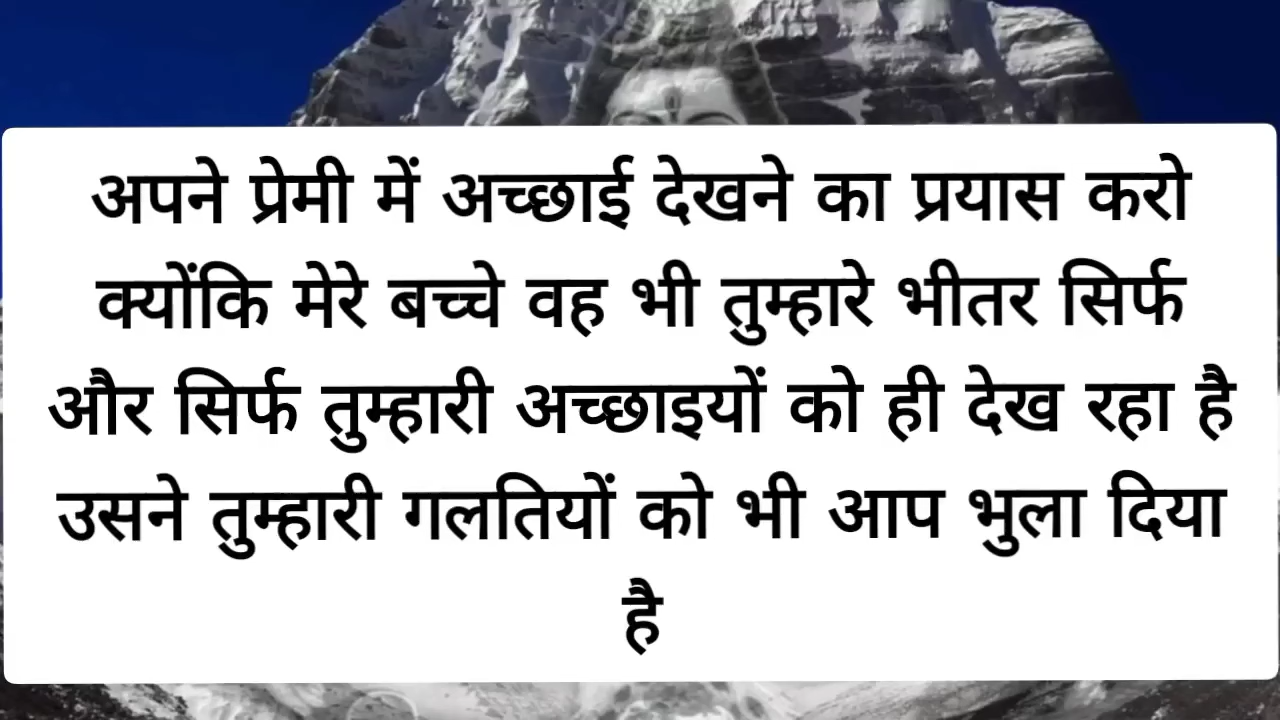 अपने प्रेमी में अच्छाई देखने का प्रयास करो
क्योंकि मेरे बच्चे वह भी तुम्हारे भीतर सिर्फ
और सिर्फ तुम्हारी अच्छाइयों को ही देख रहा है
उसने तुम्हारी गलतियों को भी आप भुला दिया
है